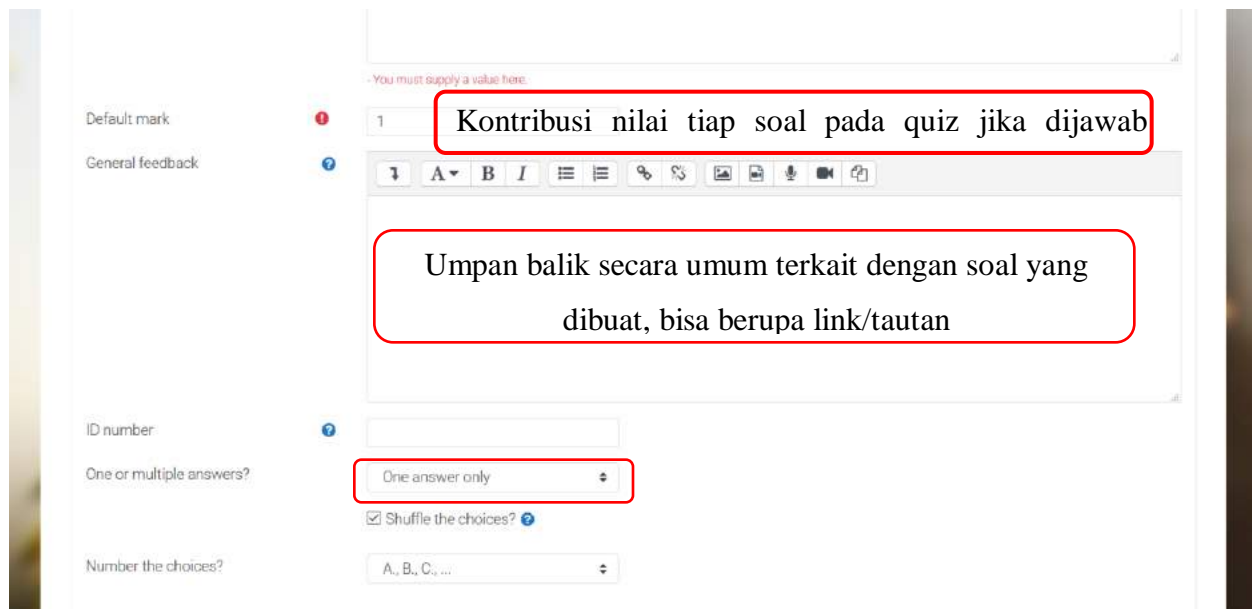 - You must supply a value here.
Default mark
1
Kontribusi nilai tiap soal pada quiz jika dijawab
General feedback
A B I
Umpan balik secara umum terkait dengan soal yang
dibuat, bisa berupa link/tautan
ID number
One or multiple answers?
One answer only
Shuffle the choices?
Number the choices?
A., B., C., ...